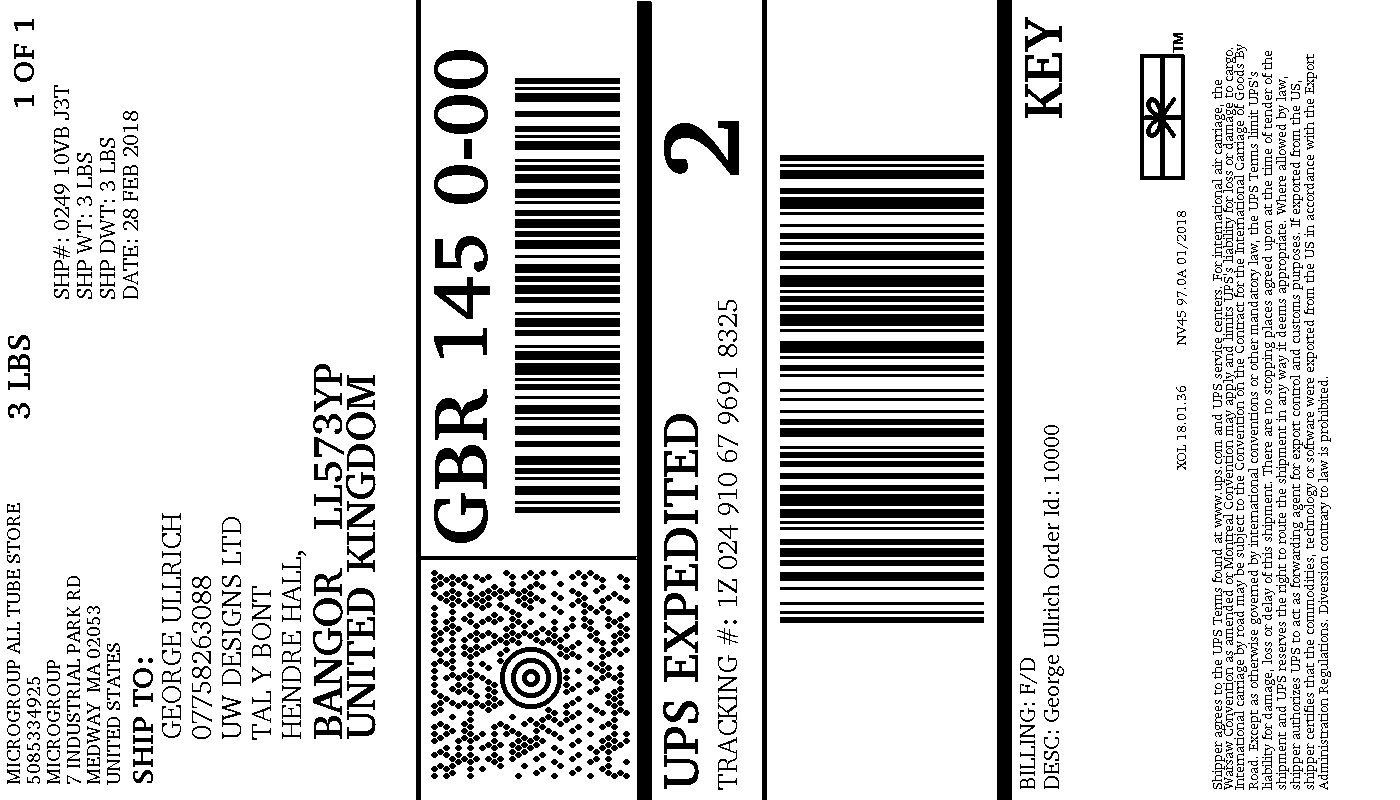 MICROGROUP ALL TUBE STORE
5085334925
MICROGROUP
7 INDUSTRIAL PARK RD
MEDWAY MA 02053
UNITED STATES
3 LBS
1 OF 1
SHP#: 0249 10VB J3T
SHP WT: 3 LBS
SHP DWT: 3 LBS
DATE: 28 FEB 2018
SHIP TO:
GEORGE ULLRICH
07758263088
UW DESIGNS LTD
TAL Y BONT
HENDRE HALL,
BANGOR LL573YP
UNITED KINGDOM
GBR 145 0-00
UPS EXPEDITED
2
TRACKING #: 1Z 024 910 67 9691 8325
BILLING: F/D
DESC: George Ullrich Order Id: 10000
KEY
TM
XOL 18.01.36 NV45 97.0A 01/2018
Shipper agrees to the UPS Terms found at www.ups.com and UPS service centers. For international air carriage, the
Warsaw Convention as amended or Montreal Convention may apply and limits UPS's liability for loss or damage to cargo.
International carriage by road may be subject to the Convention on the Contract for the International Carriage of Goods By
Road. Except as otherwise governed by international conventions or other mandatory law, the UPS Terms limit UPS's
liability for damage, loss or delay of this shipment. There are no stopping places agreed upon at the time of tender of the
shipment and UPS reserves the right to route the shipment in any way it deems appropriate. Where allowed by law,
shipper authorizes UPS to act as forwarding agent for export control and customs purposes. If exported from the US,
shipper certifies that the commodities, technology or software were exported from the US in accordance with the Export
Administration Regulations. Diversion contrary to law is prohibited.